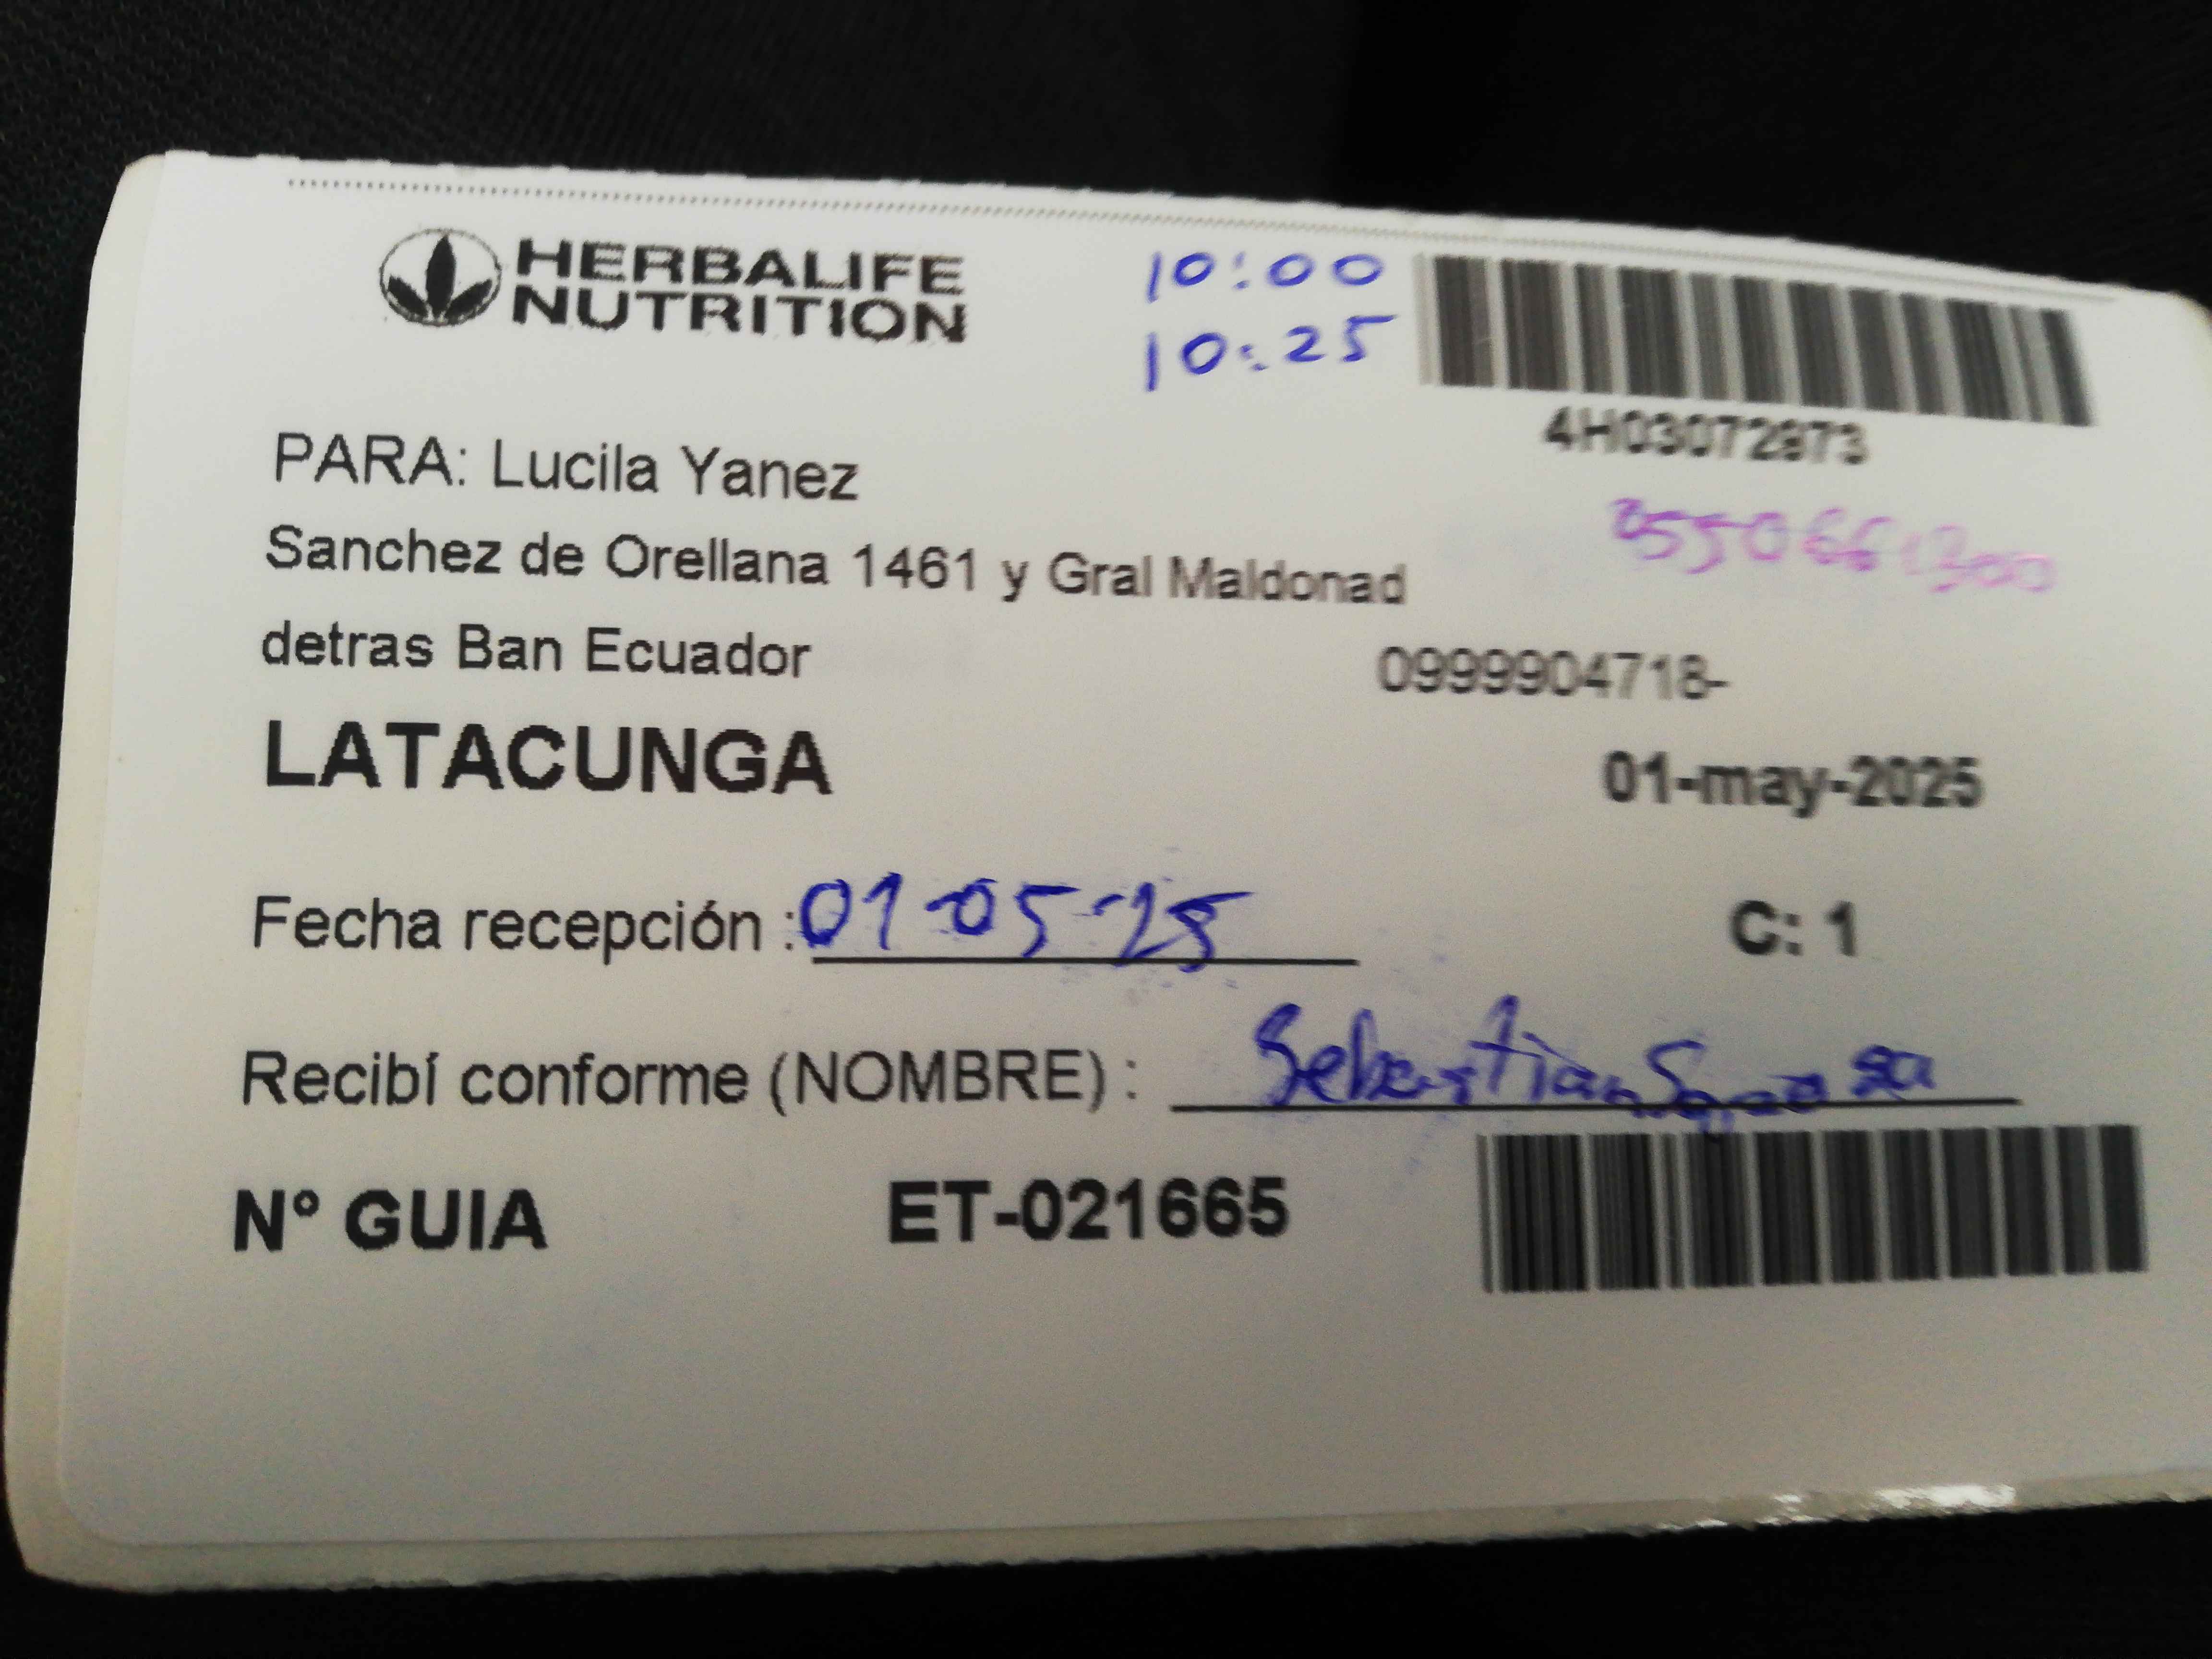 HERBALIFE
NUTRITION
10:00
10:25
4H03072973
PARA: Lucila Yanez
Sanchez de Orellana 1461 y Gral Maldonad
detras Ban Ecuador
0999904718-
LATACUNGA
01-may-2025
Fecha recepción : 01-05-25
C: 1
Recibí conforme (NOMBRE) : Sebastian
N° GUIA ET-021665